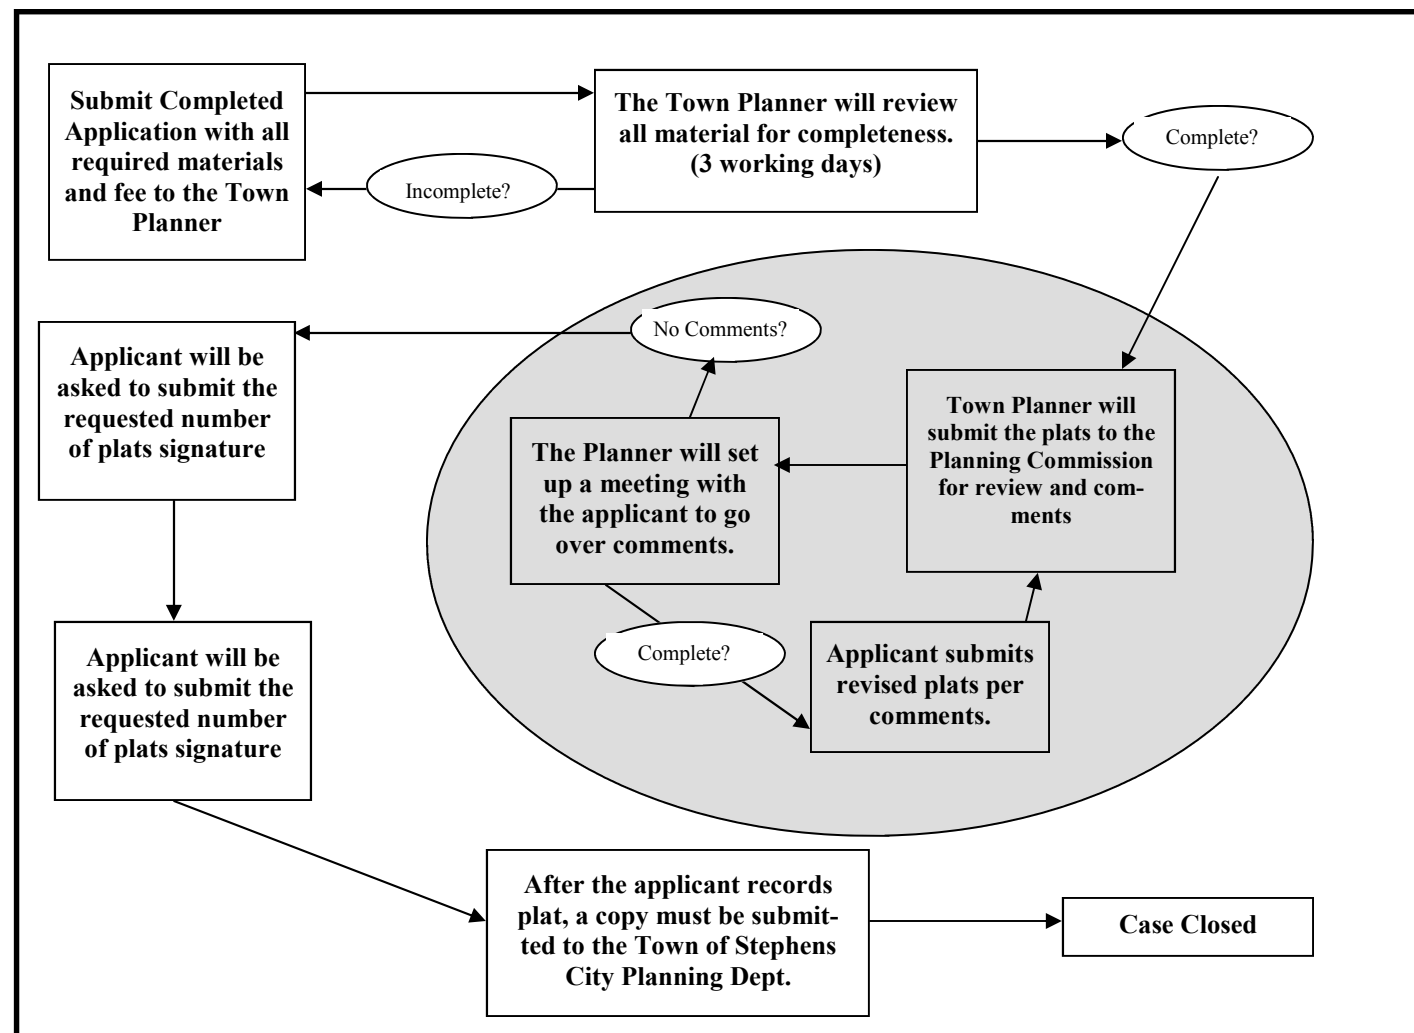 Submit Completed
Application with all
required materials
and fee to the Town
Planner
Incomplete?
The Town Planner will review
all material for completeness.
(3 working days)
Complete?
No Comments?
Applicant will be
asked to submit the
requested number
of plats signature
The Planner will set
up a meeting with
the applicant to go
over comments.
Town Planner will
submit the plats to the
Planning Commission
for review and com-
ments
Complete?
Applicant submits
revised plats per
comments.
Applicant will be
asked to submit the
requested number
of plats signature
After the applicant records
plat, a copy must be submit-
ted to the Town of Stephens
City Planning Dept.
Case Closed